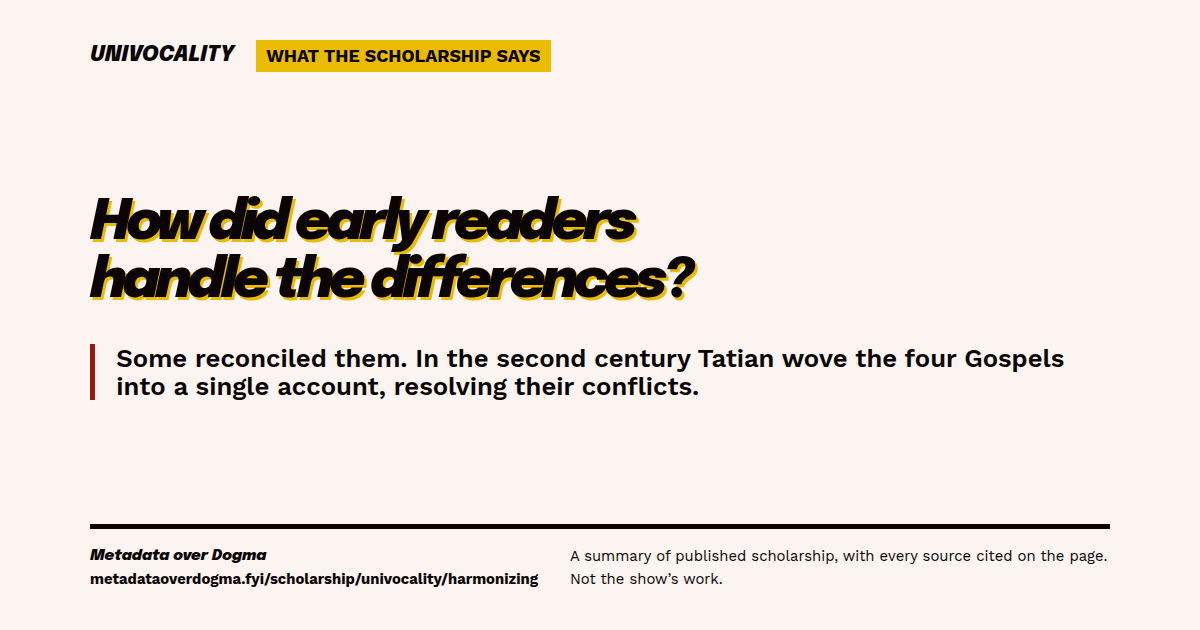 UNIVOCALITY
WHAT THE SCHOLARSHIP SAYS
How did early readers
handle the differences?
Some reconciled them. In the second century Tatian wove the four Gospels
into a single account, resolving their conflicts.
Metadata over Dogma
metadataoverdogma.fyi/scholarship/univocality/harmonizing
A summary of published scholarship, with every source cited on the page.
Not the show’s work.